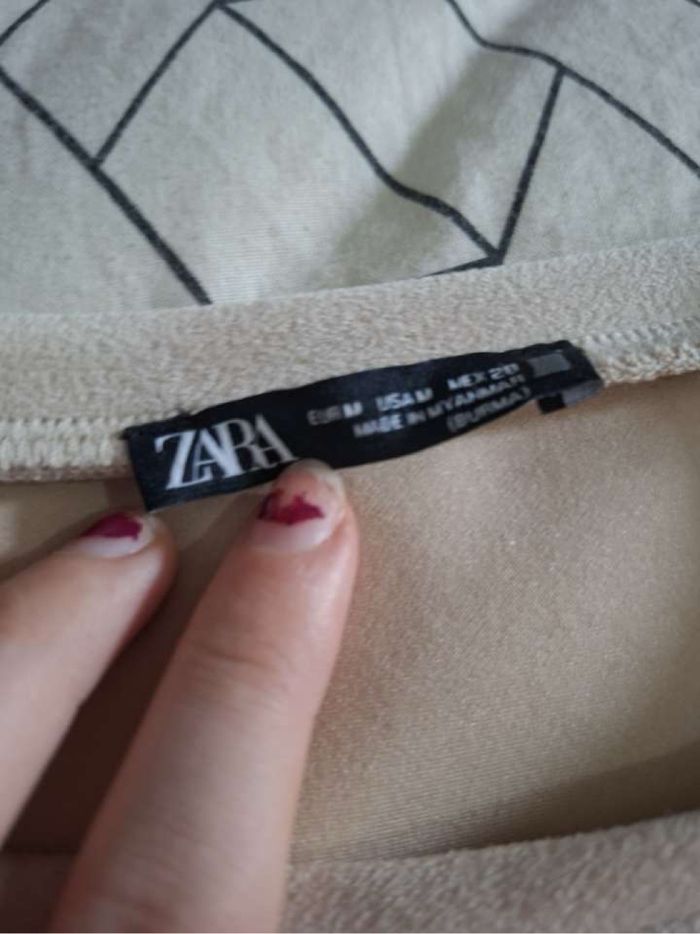 ZARA
EUR M USA M MEX 28
MADE IN MYANMAR
(BURMA)